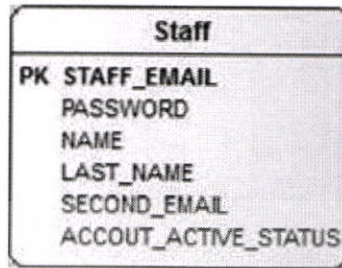 Staff
PK STAFF_EMAIL
PASSWORD
NAME
LAST_NAME
SECOND_EMAIL
ACCOUT_ACTIVE_STATUS